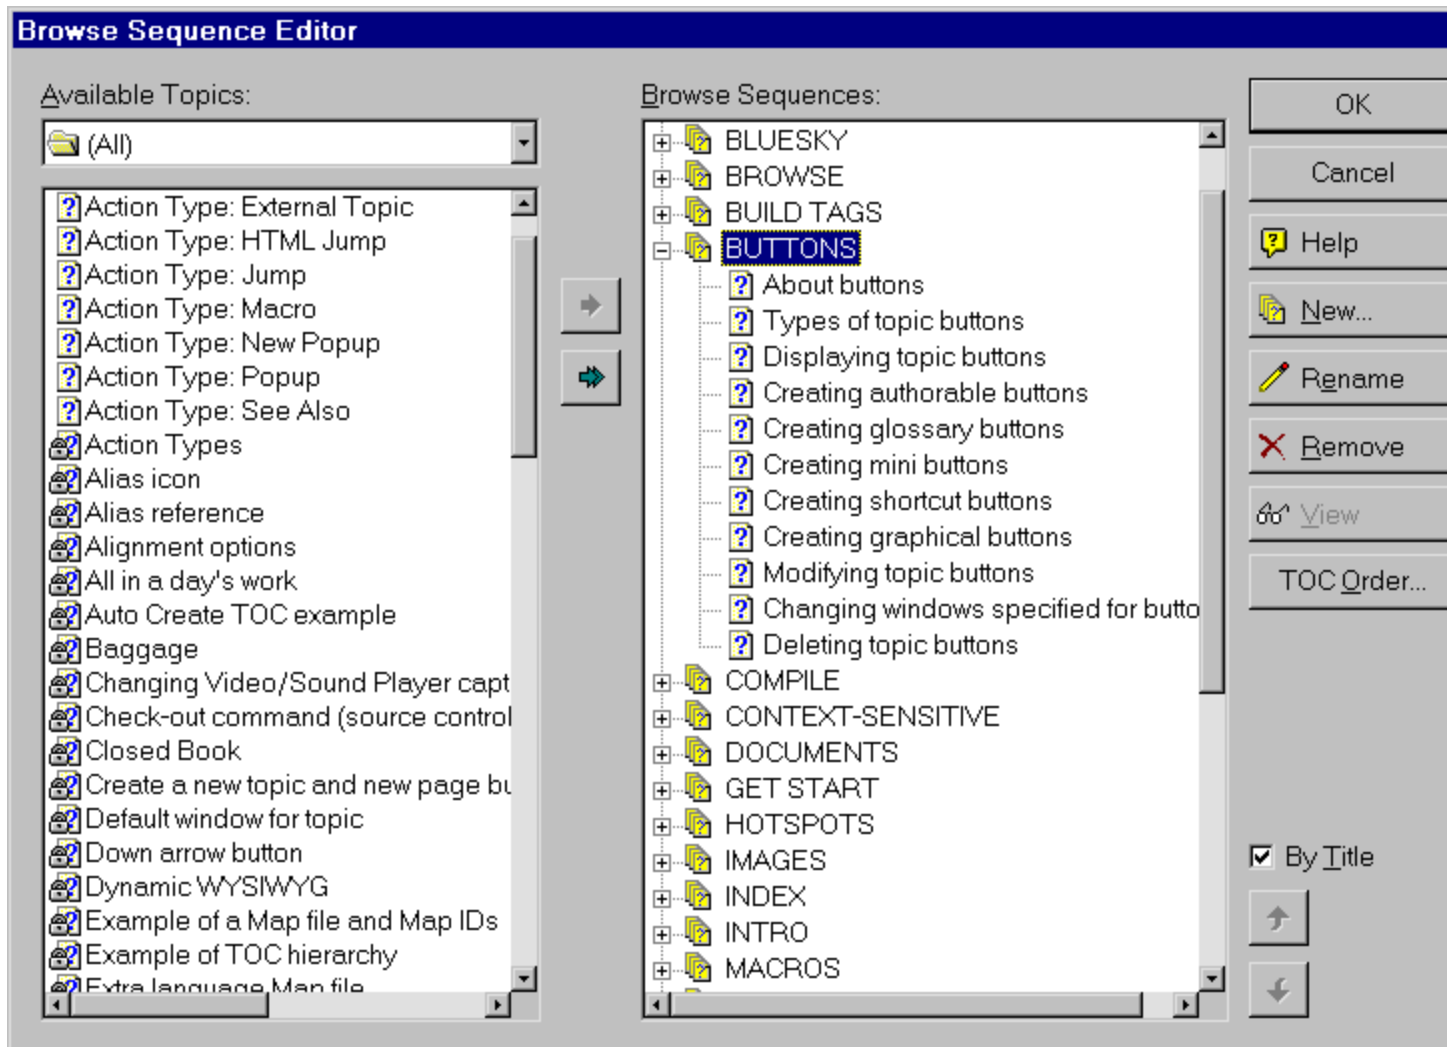 Browse Sequence Editor
Available Topics:
(All)
Action Type: External Topic
Action Type: HTML Jump
Action Type: Jump
Action Type: Macro
Action Type: New Popup
Action Type: Popup
Action Type: See Also
Action Types
Alias icon
Alias reference
Alignment options
All in a day's work
Auto Create TOC example
Baggage
Changing Video/Sound Player capt
Check-out command (source control
Closed Book
Create a new topic and new page bu
Default window for topic
Down arrow button
Dynamic WYSIWYG
Example of a Map file and Map IDs
Example of TOC hierarchy
Extra language Map file
Browse Sequences:
BLUESKY
BROWSE
BUILD TAGS
BUTTONS
About buttons
Types of topic buttons
Displaying topic buttons
Creating authorable buttons
Creating glossary buttons
Creating mini buttons
Creating shortcut buttons
Creating graphical buttons
Modifying topic buttons
Changing windows specified for butto
Deleting topic buttons
COMPILE
CONTEXT-SENSITIVE
DOCUMENTS
GET START
HOTSPOTS
IMAGES
INDEX
INTRO
MACROS
OK
Cancel
Help
New...
Rename
Remove
View
TOC Order...
By Title